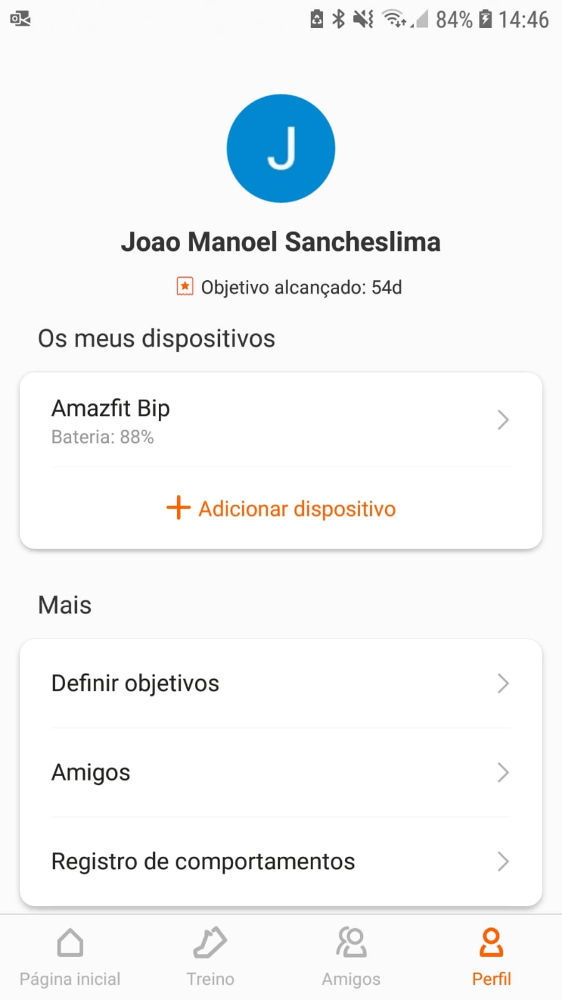 84% 14:46
J
Joao Manoel Sancheslima
Objetivo alcançado: 54d
Os meus dispositivos
Amazfit Bip
Bateria: 88%
Adicionar dispositivo
Mais
Definir objetivos
Amigos
Registro de comportamentos
Página inicial Treino Amigos Perfil